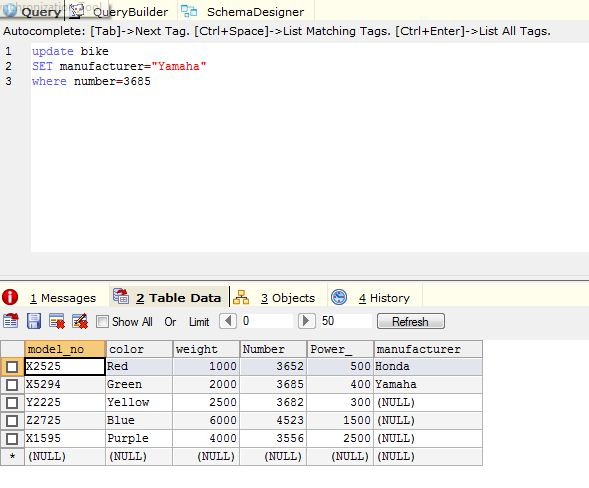 Query QueryBuilder SchemaDesigner
Autocomplete: [Tab]->Next Tag. [Ctrl+Space]->List Matching Tags. [Ctrl+Enter]->List All Tags.
1 update bike
2 SET manufacturer="Yamaha"
3 where number=3685
1 Messages 2 Table Data 3 Objects 4 History
Show All Or Limit 0 50 Refresh
model_no color weight Number Power_ manufacturer
X2525 Red 1000 3652 500 Honda
X5294 Green 2000 3685 400 Yamaha
Y2225 Yellow 2500 3682 300 (NULL)
Z2725 Blue 6000 4523 1500 (NULL)
X1595 Purple 4000 3556 2500 (NULL)
* (NULL) (NULL) (NULL) (NULL) (NULL) (NULL)